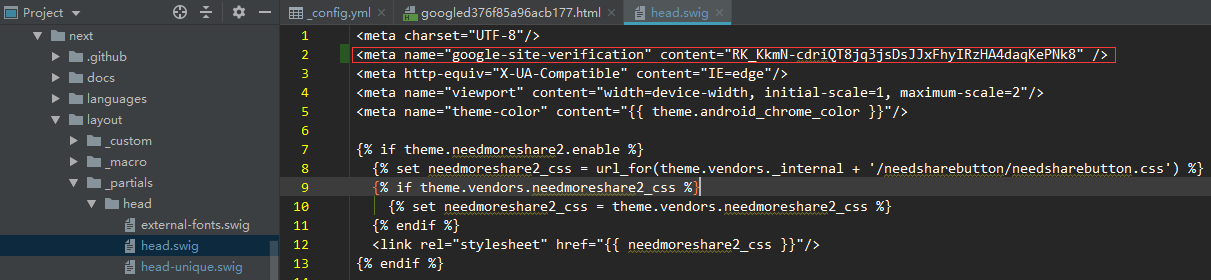 Project
_config.yml
googled376f85a96acb177.html
head.swig
next
.github
docs
languages
layout
_custom
_macro
_partials
head
external-fonts.swig
head.swig
head-unique.swig
1 <meta charset="UTF-8"/>
2 <meta name="google-site-verification" content="RK_KkmN-cdriQT8jq3jsDsJJxFhyIRzHA4daqKePNk8" />
3 <meta http-equiv="X-UA-Compatible" content="IE=edge"/>
4 <meta name="viewport" content="width=device-width, initial-scale=1, maximum-scale=2"/>
5 <meta name="theme-color" content="{{ theme.android_chrome_color }}"/>
6
7 {% if theme.needmoreshare2.enable %}
8 {% set needmoreshare2_css = url_for(theme.vendors._internal + '/needsharebutton/needsharebutton.css') %}
9 {% if theme.vendors.needmoreshare2_css %}
10 {% set needmoreshare2_css = theme.vendors.needmoreshare2_css %}
11 {% endif %}
12 <link rel="stylesheet" href="{{ needmoreshare2_css }}"/>
13 {% endif %}